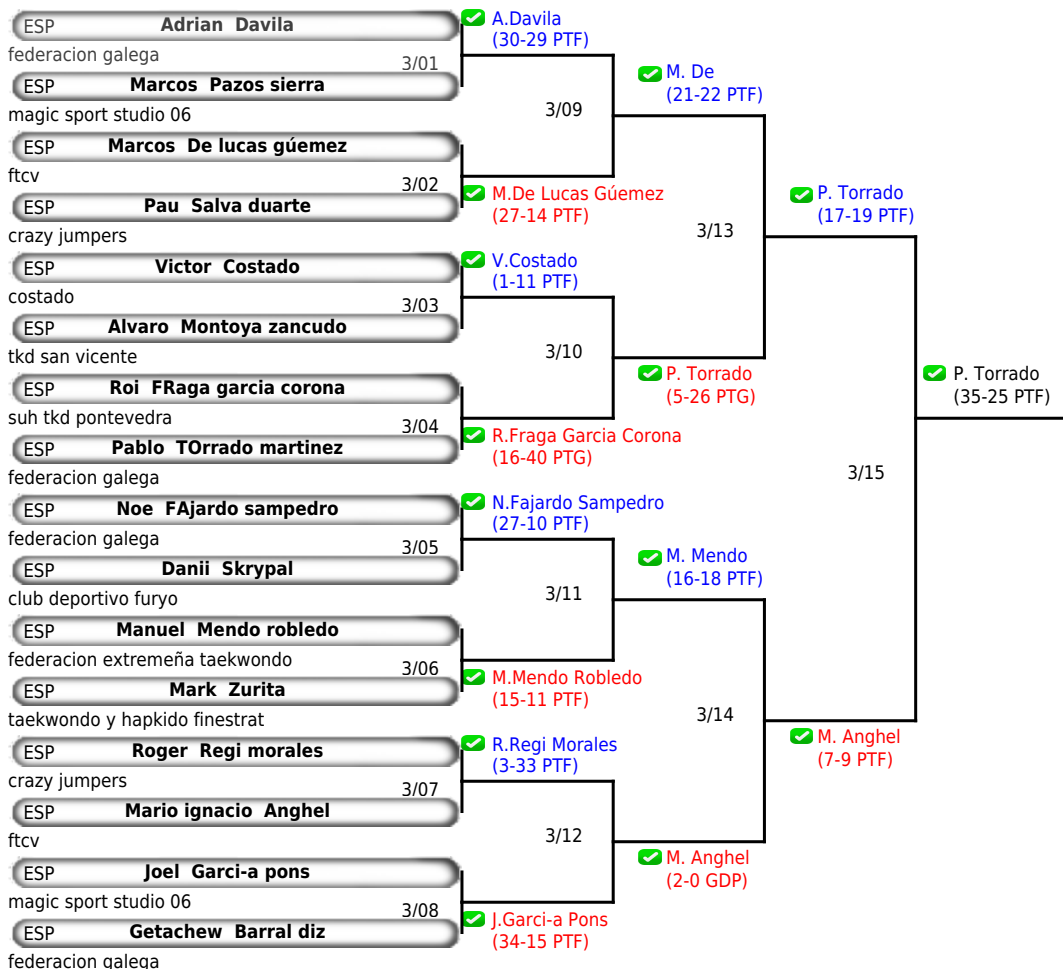 ESP Adrian Davila
federacion galega
3/01
ESP Marcos Pazos sierra
magic sport studio 06
ESP Marcos De lucas gúemez
ftcv
3/02
ESP Pau Salva duarte
crazy jumpers
ESP Victor Costado
costado
3/03
ESP Alvaro Montoya zancudo
tkd san vicente
ESP Roi FRaga garcia corona
suh tkd pontevedra
3/04
ESP Pablo TOrrado martinez
federacion galega
ESP Noe FAjardo sampedro
federacion galega
3/05
ESP Danii Skrypal
club deportivo furyo
ESP Manuel Mendo robledo
federacion extremeña taekwondo
3/06
ESP Mark Zurita
taekwondo y hapkido finestrat
ESP Roger Regi morales
crazy jumpers
3/07
ESP Mario ignacio Anghel
ftcv
ESP Joel Garci-a pons
magic sport studio 06
3/08
ESP Getachew Barral diz
federacion galega
A.Davila
(30-29 PTF)
3/09
M.De Lucas Gúemez
(27-14 PTF)
V.Costado
(1-11 PTF)
3/10
R.Fraga Garcia Corona
(16-40 PTG)
N.Fajardo Sampedro
(27-10 PTF)
3/11
M.Mendo Robledo
(15-11 PTF)
R.Regi Morales
(3-33 PTF)
3/12
J.Garci-a Pons
(34-15 PTF)
M. De
(21-22 PTF)
3/13
P. Torrado
(5-26 PTG)
M. Mendo
(16-18 PTF)
3/14
M. Anghel
(2-0 GDP)
P. Torrado
(17-19 PTF)
3/15
M. Anghel
(7-9 PTF)
P. Torrado
(35-25 PTF)